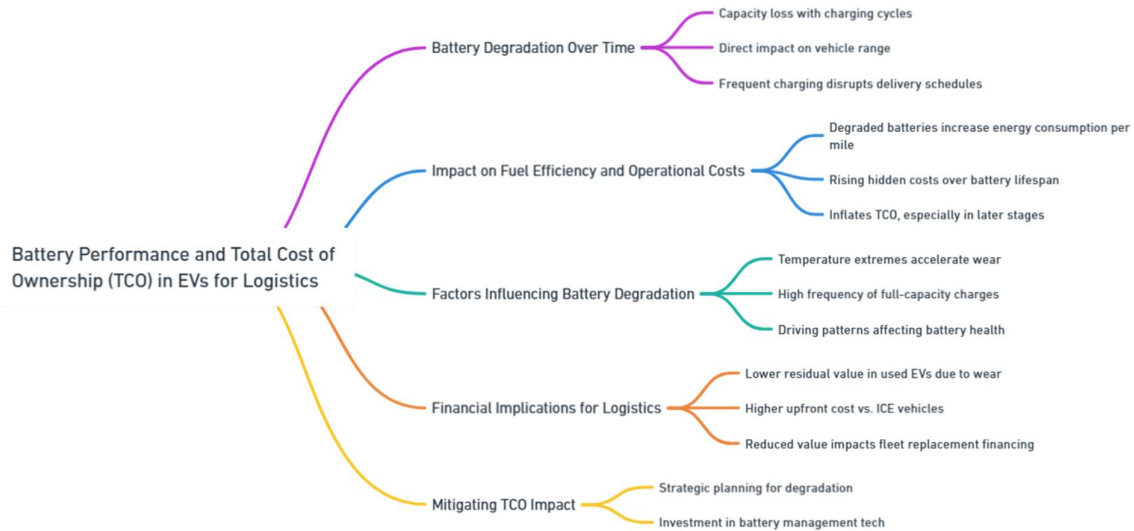 Battery Performance and Total Cost of
Ownership (TCO) in EVs for Logistics
Battery Degradation Over Time
Capacity loss with charging cycles
Direct impact on vehicle range
Frequent charging disrupts delivery schedules
Impact on Fuel Efficiency and Operational Costs
Degraded batteries increase energy consumption per
mile
Rising hidden costs over battery lifespan
Inflates TCO, especially in later stages
Factors Influencing Battery Degradation
Temperature extremes accelerate wear
High frequency of full-capacity charges
Driving patterns affecting battery health
Financial Implications for Logistics
Lower residual value in used EVs due to wear
Higher upfront cost vs. ICE vehicles
Reduced value impacts fleet replacement financing
Mitigating TCO Impact
Strategic planning for degradation
Investment in battery management tech